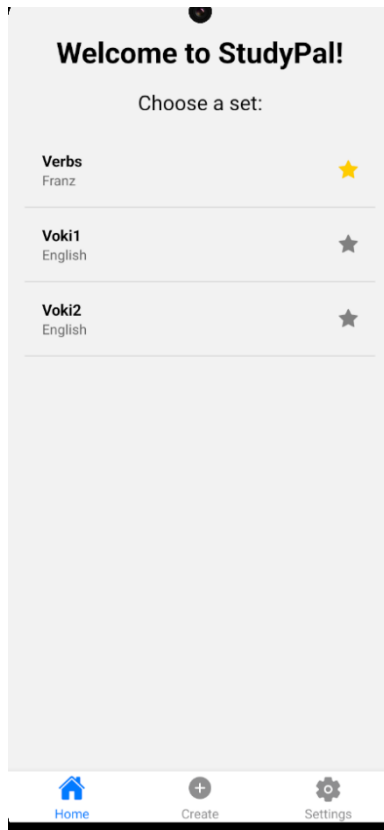 Welcome to StudyPal!
Choose a set:
Verbs
Franz
Voki1
English
Voki2
English
Home
Create
Settings